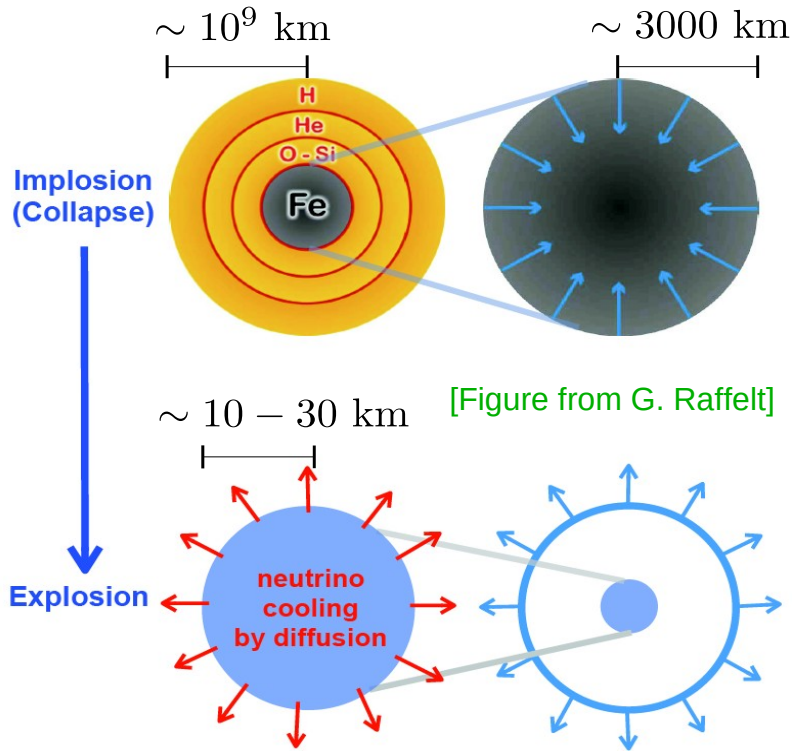 ∼ 10⁹ km
∼ 3000 km
H
He
O - Si
Fe
Implosion
(Collapse)
[Figure from G. Raffelt]
∼ 10 − 30 km
neutrino
cooling
by diffusion
Explosion